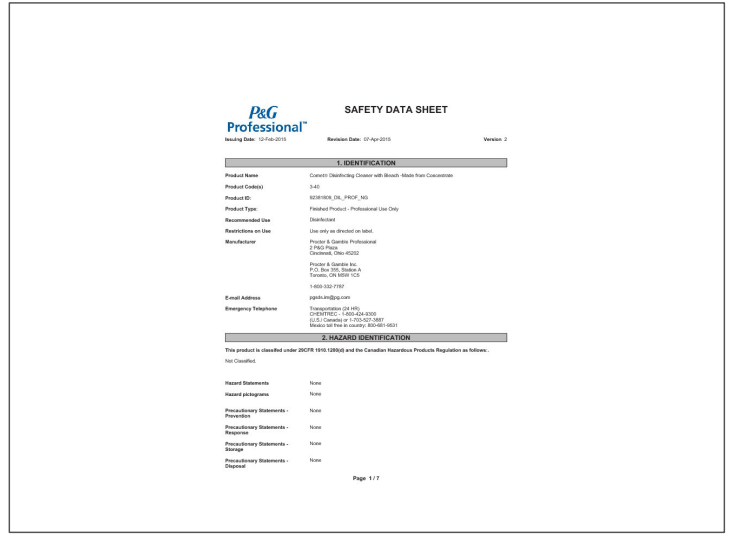 P&G
Professional™
SAFETY DATA SHEET
Issuing Date: 12-Feb-2015 Revision Date: 07-Apr-2015 Version 2
1. IDENTIFICATION
Product Name Comet® Disinfecting Cleaner with Bleach -Made from Concentrate
Product Code(s) 3-40
Product ID: 92391809_DIL_PROF_NG
Product Type: Finished Product - Professional Use Only
Recommended Use Disinfectant
Restrictions on Use Use only as directed on label.
Manufacturer Procter & Gamble Professional
2 P&G Plaza
Cincinnati, Ohio 45202
Procter & Gamble Inc.
P.O. Box 355, Station A
Toronto, ON M5W 1C5
1-800-332-7787
E-mail Address pgsds.im@pg.com
Emergency Telephone Transportation (24 HR)
CHEMTREC - 1-800-424-9300
(U.S./ Canada) or 1-703-527-3887
Mexico toll free in country: 800-681-9531
2. HAZARD IDENTIFICATION
This product is classifed under 29CFR 1910.1200(d) and the Canadian Hazardous Products Regulation as follows:.
Not Classified.
Hazard Statements None
Hazard pictograms None
Precautionary Statements - None
Prevention
Precautionary Statements - None
Response
Precautionary Statements - None
Storage
Precautionary Statements - None
Disposal
Page 1 / 7